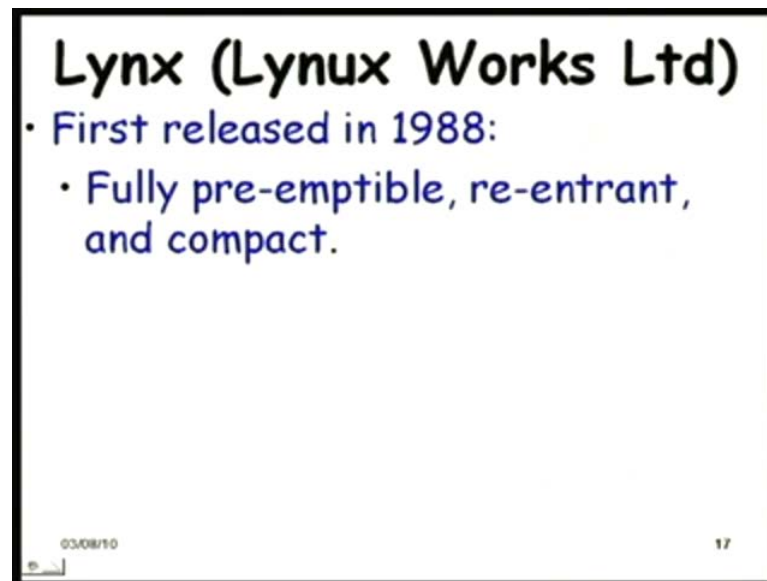 Lynx (Lynux Works Ltd)
• First released in 1988:
• Fully pre-emptible, re-entrant,
and compact.
03/08/10
17